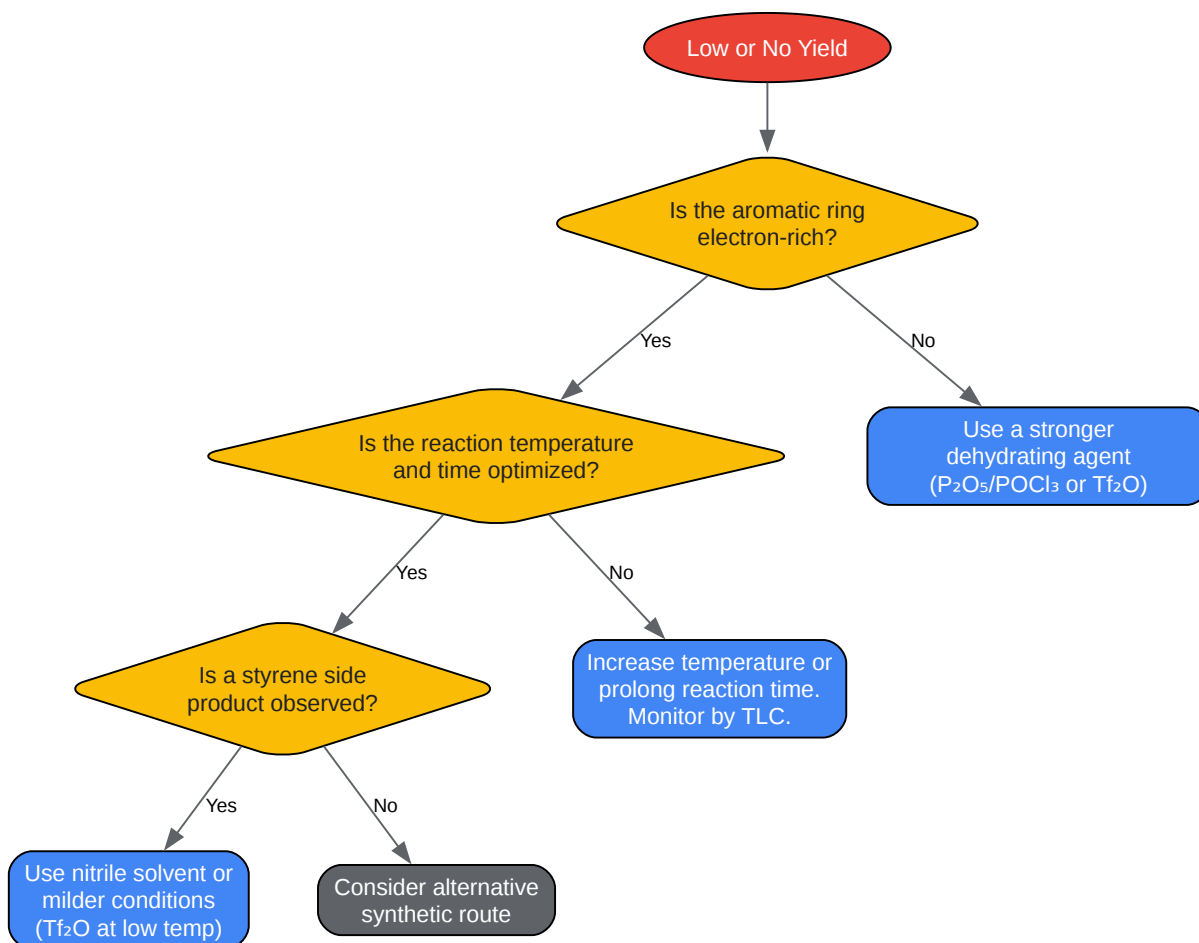 Low or No Yield
Is the aromatic ring
electron-rich?
Yes
No
Is the reaction temperature
and time optimized?
Use a stronger
dehydrating agent
(P₂O₅/POCl₃ or Tf₂O)
Yes
No
Is a styrene side
product observed?
Increase temperature or
prolong reaction time.
Monitor by TLC.
Yes
No
Use nitrile solvent or
milder conditions
(Tf₂O at low temp)
Consider alternative
synthetic route